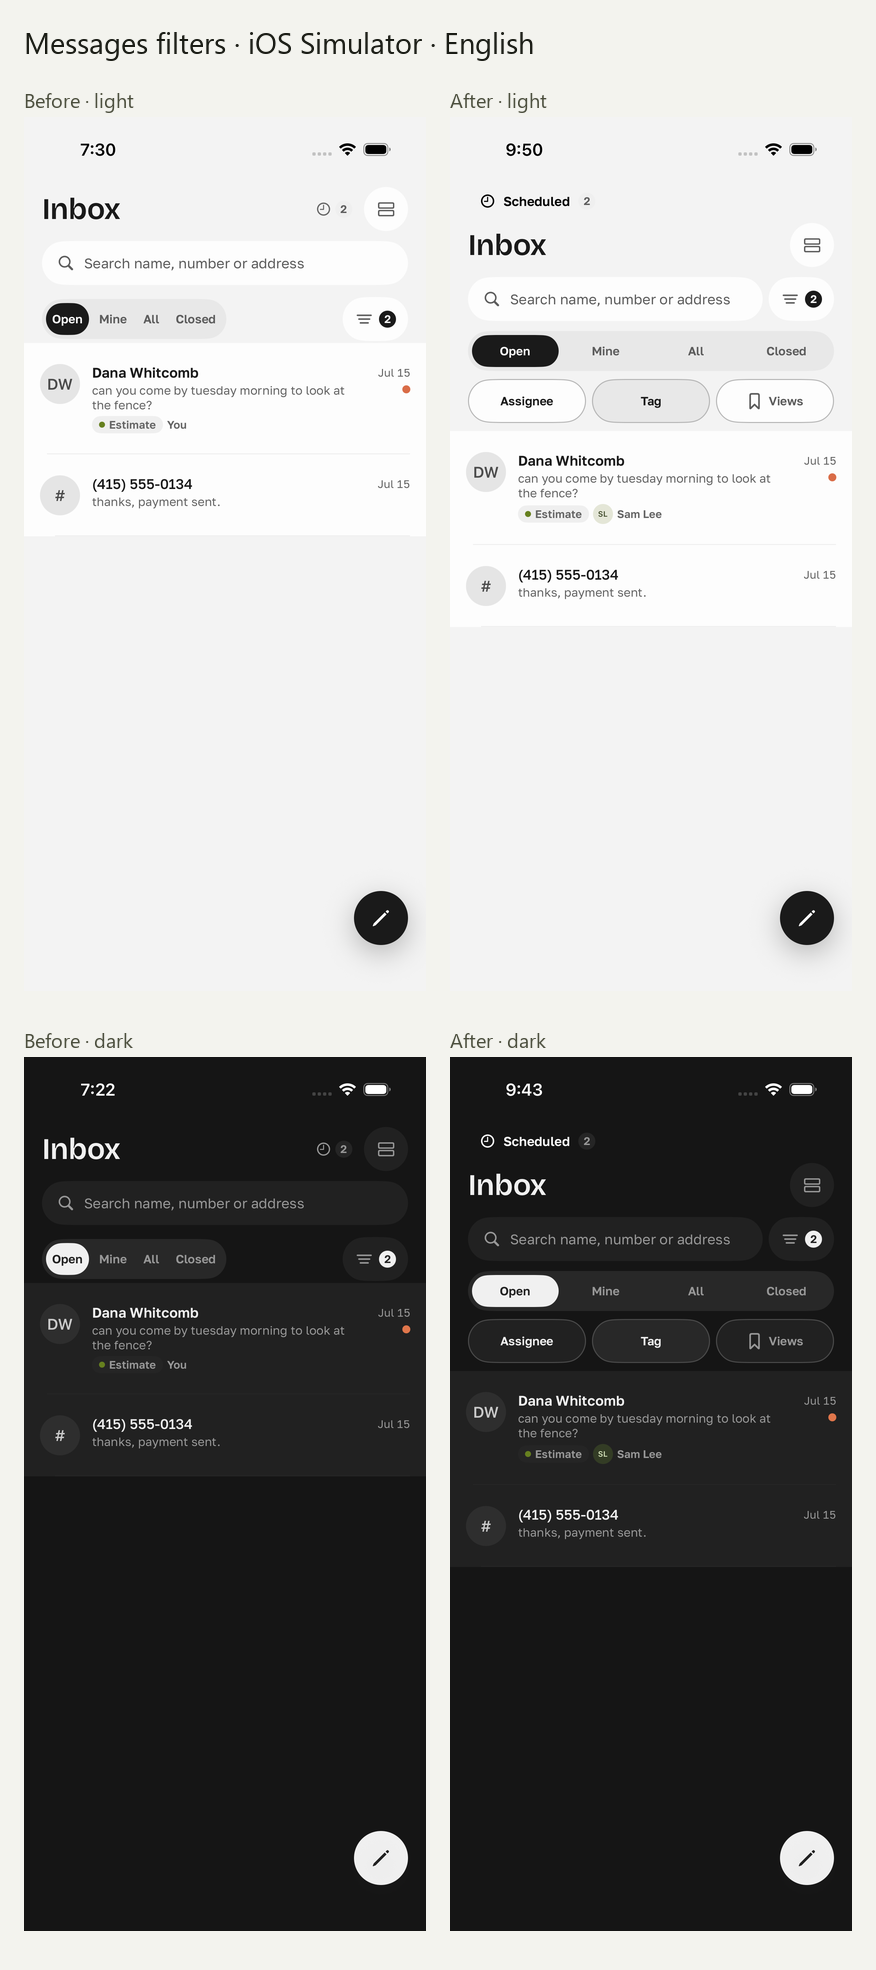 Messages filters · iOS Simulator · English
Before · light
7:30
Inbox
2
Search name, number or address
Open Mine All Closed
2
DW
Dana Whitcomb
Jul 15
can you come by tuesday morning to look at
the fence?
Estimate You
#
(415) 555-0134
Jul 15
thanks, payment sent.
After · light
9:50
Scheduled 2
Inbox
Search name, number or address
2
Open Mine All Closed
Assignee Tag Views
DW
Dana Whitcomb
Jul 15
can you come by tuesday morning to look at
the fence?
Estimate SL Sam Lee
#
(415) 555-0134
Jul 15
thanks, payment sent.
Before · dark
7:22
Inbox
2
Search name, number or address
Open Mine All Closed
2
DW
Dana Whitcomb
Jul 15
can you come by tuesday morning to look at
the fence?
Estimate You
#
(415) 555-0134
Jul 15
thanks, payment sent.
After · dark
9:43
Scheduled 2
Inbox
Search name, number or address
2
Open Mine All Closed
Assignee Tag Views
DW
Dana Whitcomb
Jul 15
can you come by tuesday morning to look at
the fence?
Estimate SL Sam Lee
#
(415) 555-0134
Jul 15
thanks, payment sent.